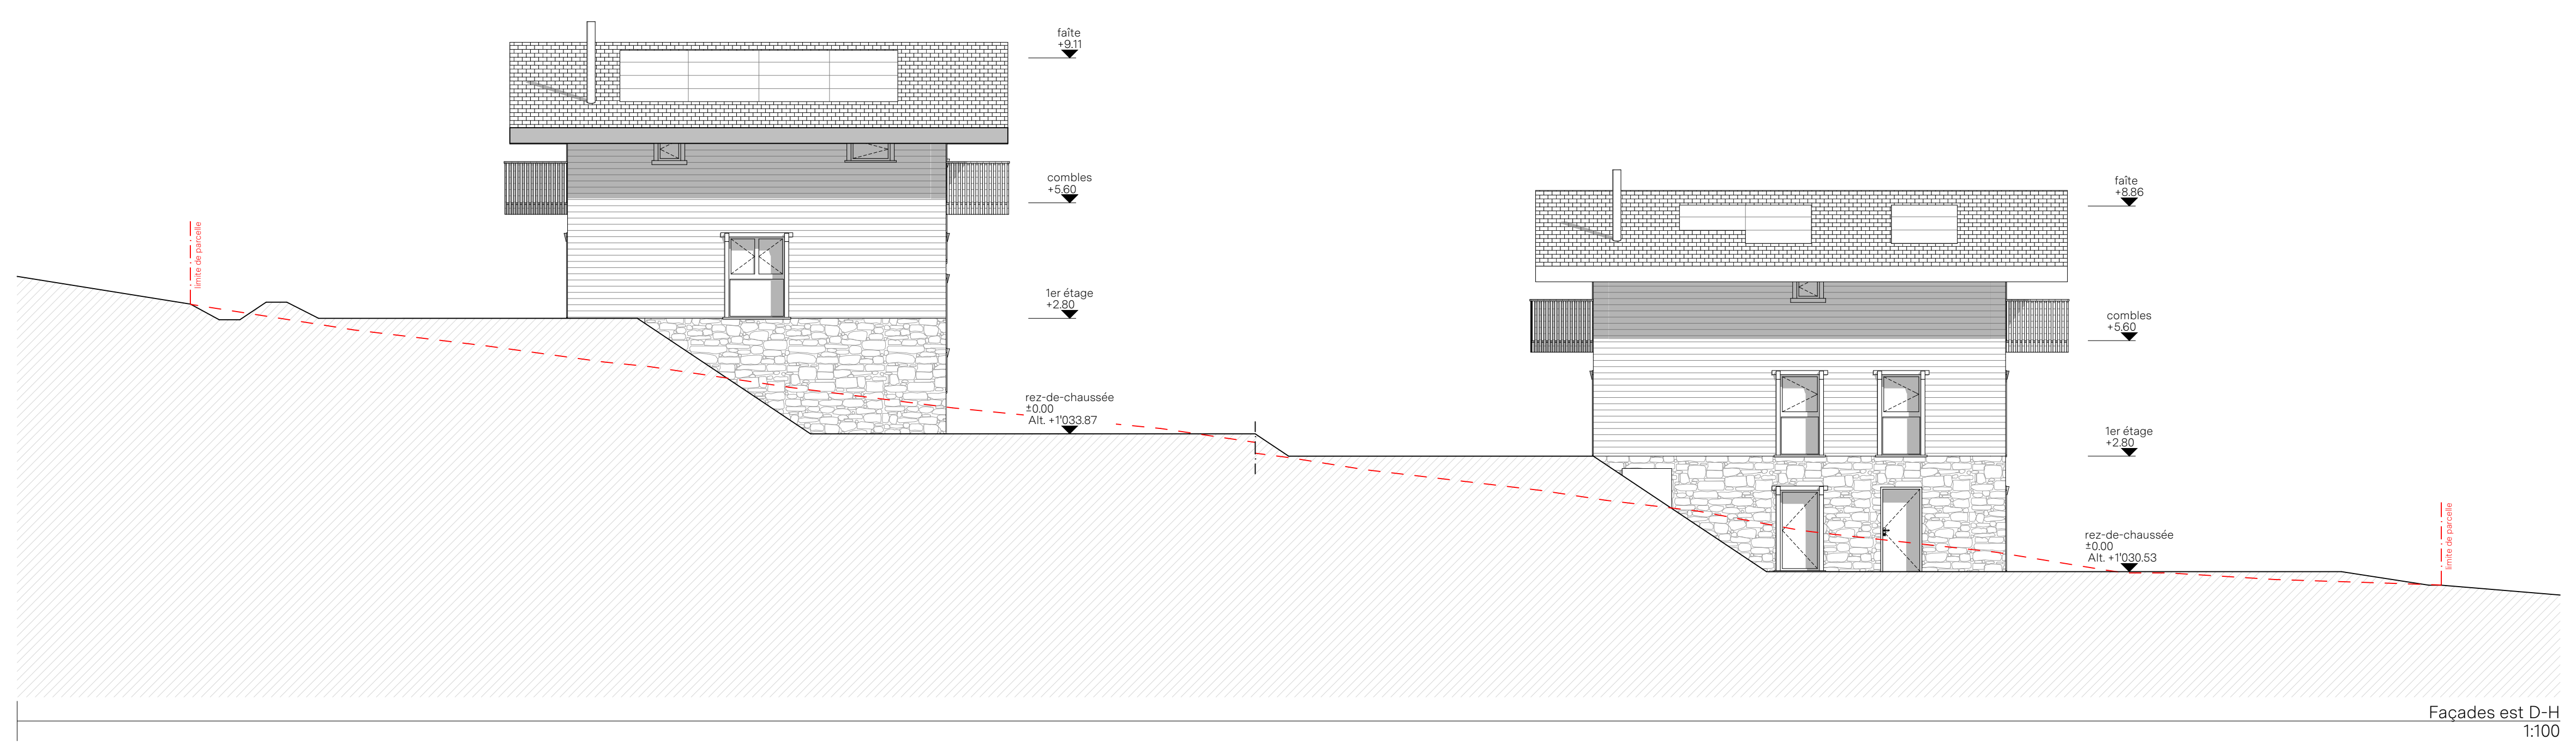 faîte
+9.11
combles
+5.60
limite de parcelle
1er étage
+2.80
rez-de-chaussée
±0.00
Alt. +1'033.87
faîte
+8.86
combles
+5.60
1er étage
+2.80
rez-de-chaussée
±0.00
Alt. +1'030.53
limite de parcelle
Façades est D-H
1:100